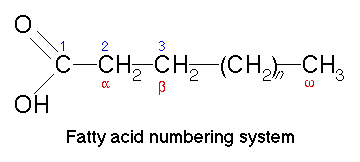 O
1 2 3
C—CH2—CH2—(CH2)n—CH3
α β ω
OH
Fatty acid numbering system